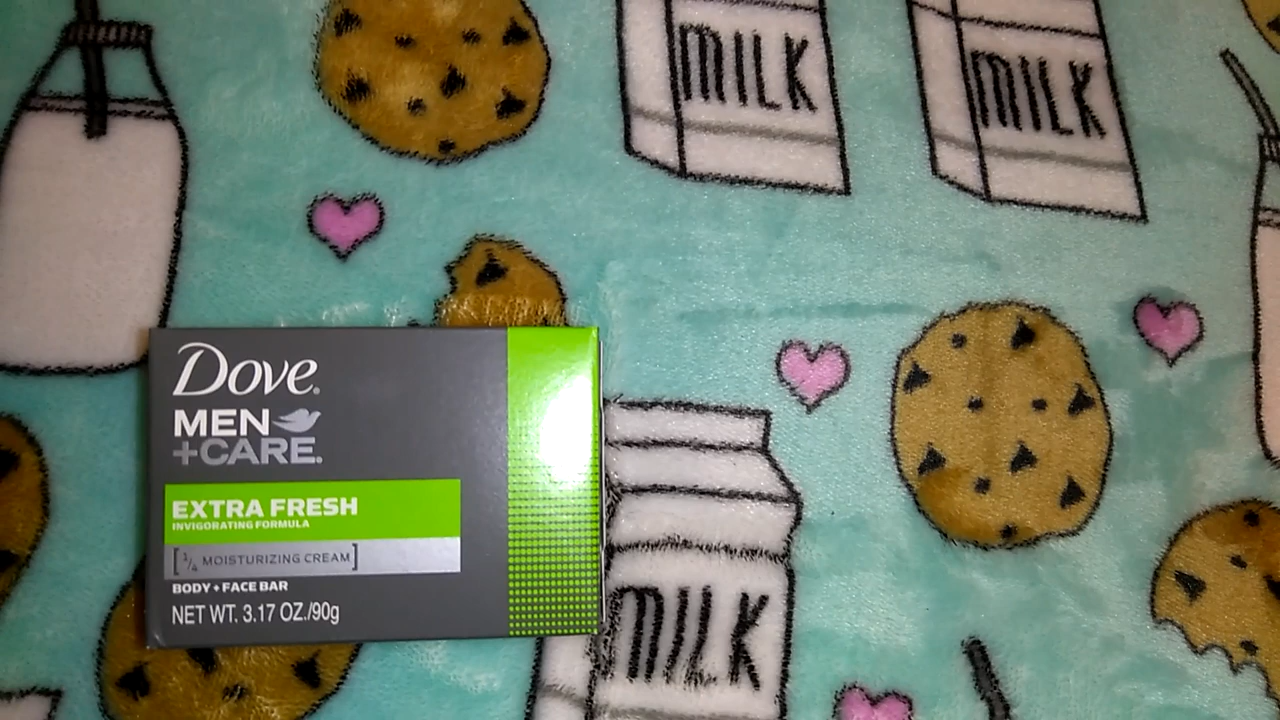 MILK
MILK
Dove
MEN
+CARE.
EXTRA FRESH
INVIGORATING FORMULA
[1/4 MOISTURIZING CREAM]
BODY + FACE BAR
NET WT. 3.17 OZ./90g
MILK